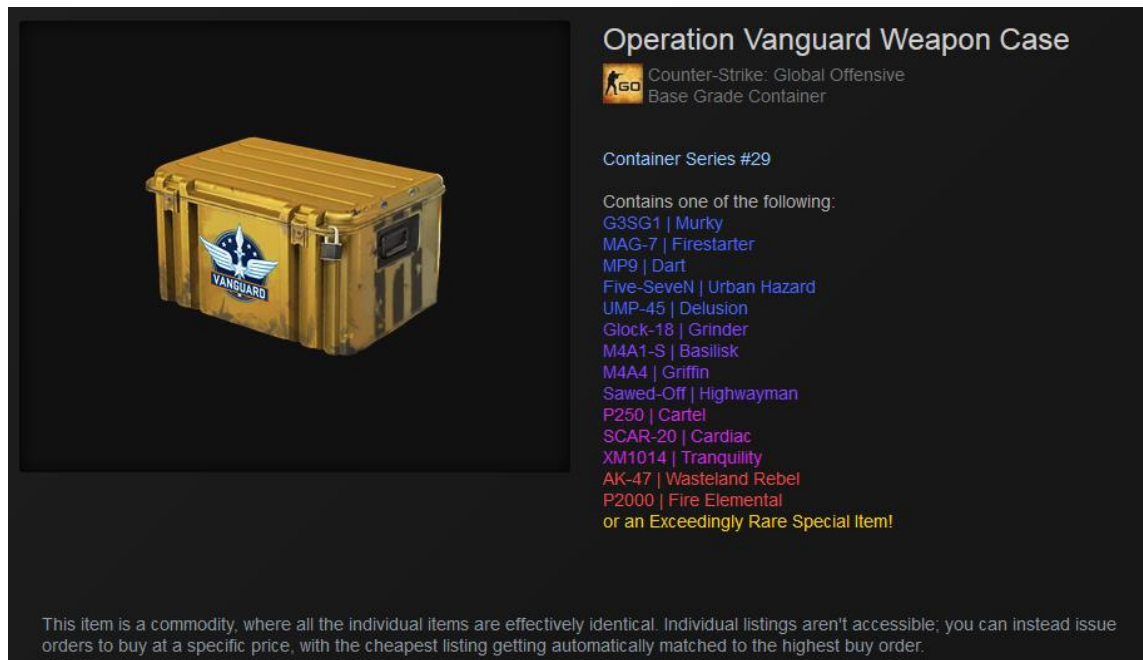 Operation Vanguard Weapon Case
GO
Counter-Strike: Global Offensive
Base Grade Container
Container Series #29
Contains one of the following:
G3SG1 | Murky
MAG-7 | Firestarter
MP9 | Dart
Five-SeveN | Urban Hazard
UMP-45 | Delusion
Glock-18 | Grinder
M4A1-S | Basilisk
M4A4 | Griffin
Sawed-Off | Highwayman
P250 | Cartel
SCAR-20 | Cardiac
XM1014 | Tranquility
AK-47 | Wasteland Rebel
P2000 | Fire Elemental
or an Exceedingly Rare Special Item!
VANGUARD
This item is a commodity, where all the individual items are effectively identical. Individual listings aren't accessible; you can instead issue
orders to buy at a specific price, with the cheapest listing getting automatically matched to the highest buy order.